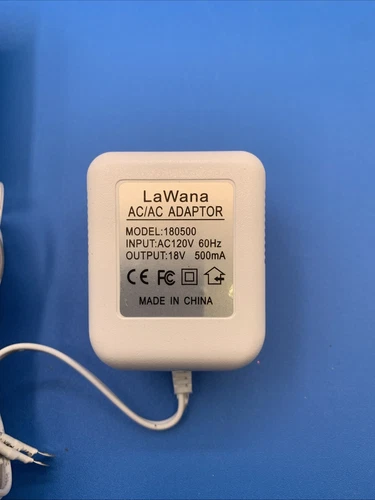 LaWana
AC/AC ADAPTOR
MODEL:180500
INPUT:AC120V 60Hz
OUTPUT:18V 500mA
CE FC
MADE IN CHINA